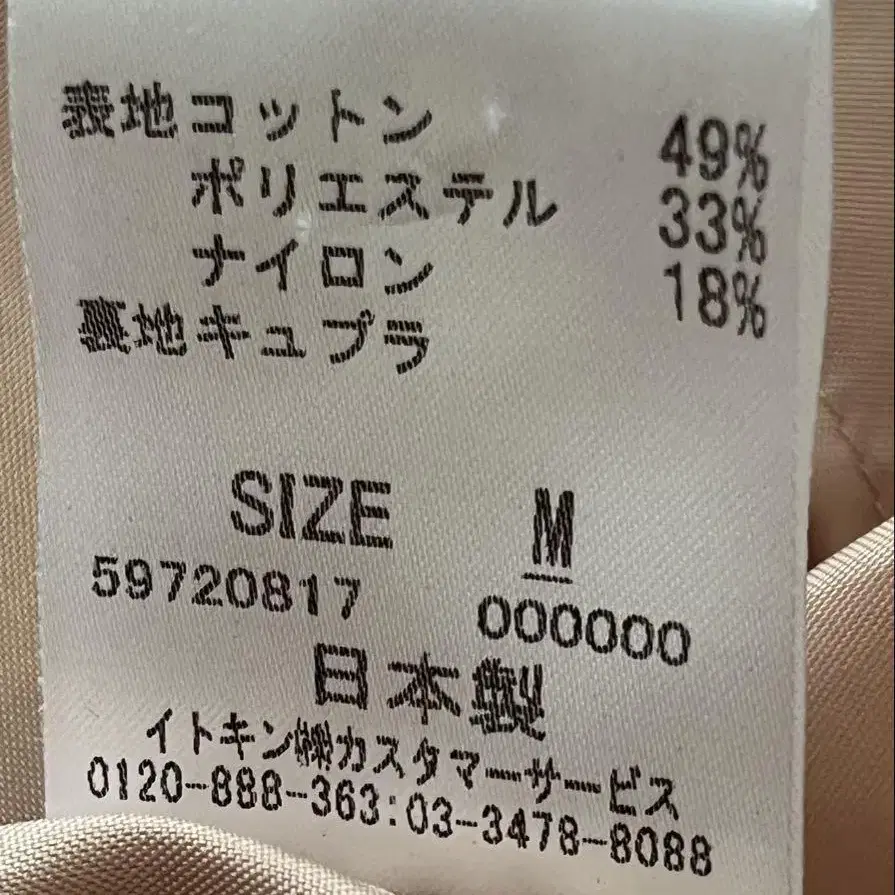 表地コットン 49%
ポリエステル 33%
ナイロン 18%
裏地キュプラ
SIZE M
59720817 000000
日本製
イトキン㈱カスタマーサービス
0120-888-363:03-3478-8088